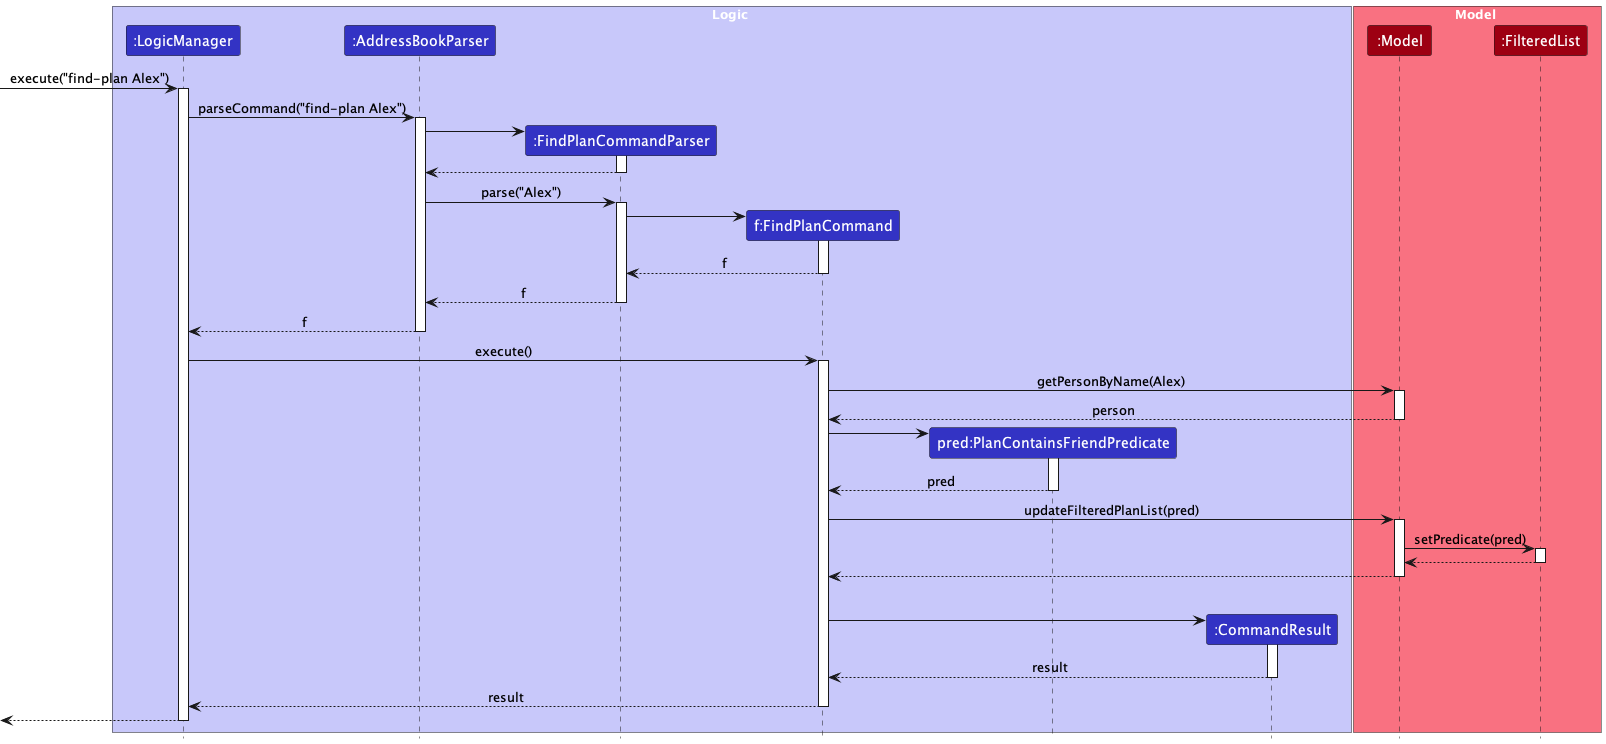 Logic
Model
:LogicManager
:AddressBookParser
:Model
:FilteredList
execute("find-plan Alex")
parseCommand("find-plan Alex")
:FindPlanCommandParser
parse("Alex")
f:FindPlanCommand
f
f
f
execute()
getPersonByName(Alex)
person
pred:PlanContainsFriendPredicate
pred
updateFilteredPlanList(pred)
setPredicate(pred)
:CommandResult
result
result